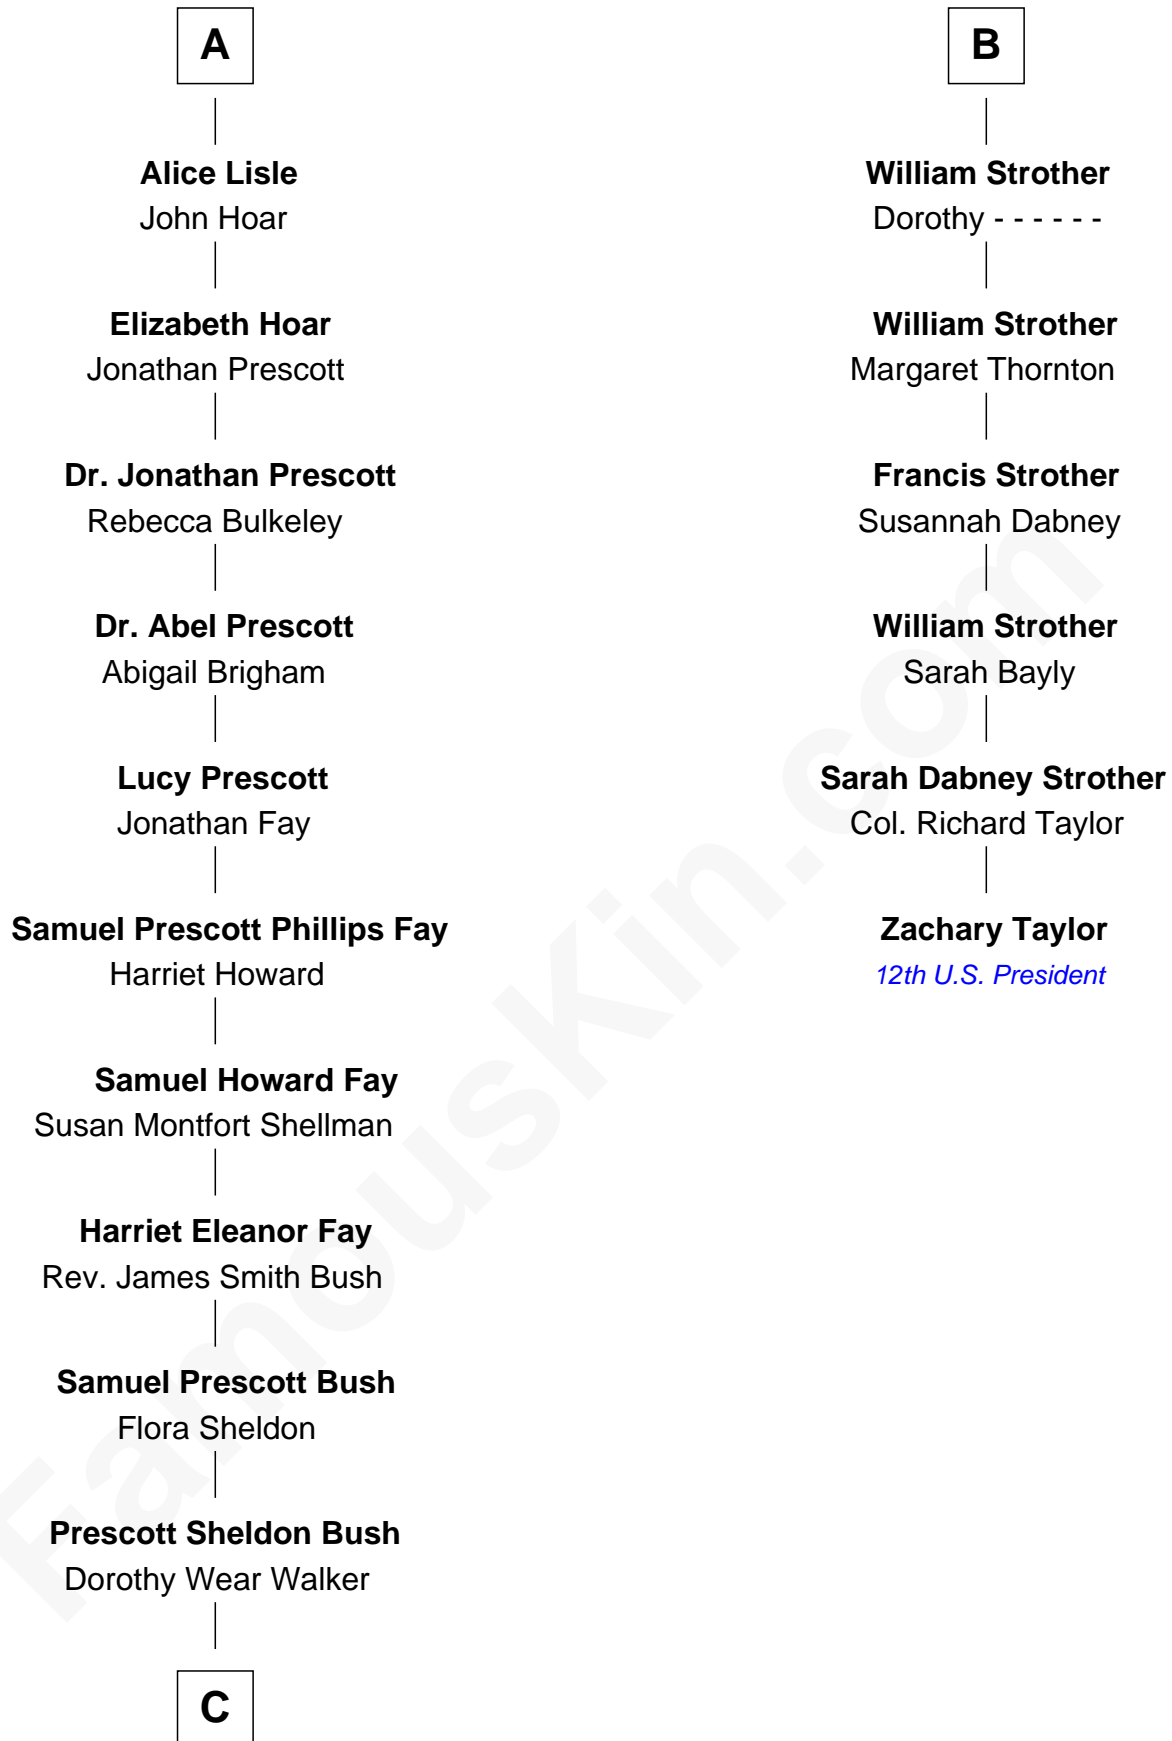 A
Alice Lisle
John Hoar
Elizabeth Hoar
Jonathan Prescott
Dr. Jonathan Prescott
Rebecca Bulkeley
Dr. Abel Prescott
Abigail Brigham
Lucy Prescott
Jonathan Fay
Samuel Prescott Phillips Fay
Harriet Howard
Samuel Howard Fay
Susan Montfort Shellman
Harriet Eleanor Fay
Rev. James Smith Bush
Samuel Prescott Bush
Flora Sheldon
Prescott Sheldon Bush
Dorothy Wear Walker
C
B
William Strother
Dorothy - - - - - -
William Strother
Margaret Thornton
Francis Strother
Susannah Dabney
William Strother
Sarah Bayly
Sarah Dabney Strother
Col. Richard Taylor
Zachary Taylor
12th U.S. President
FamousKin.com